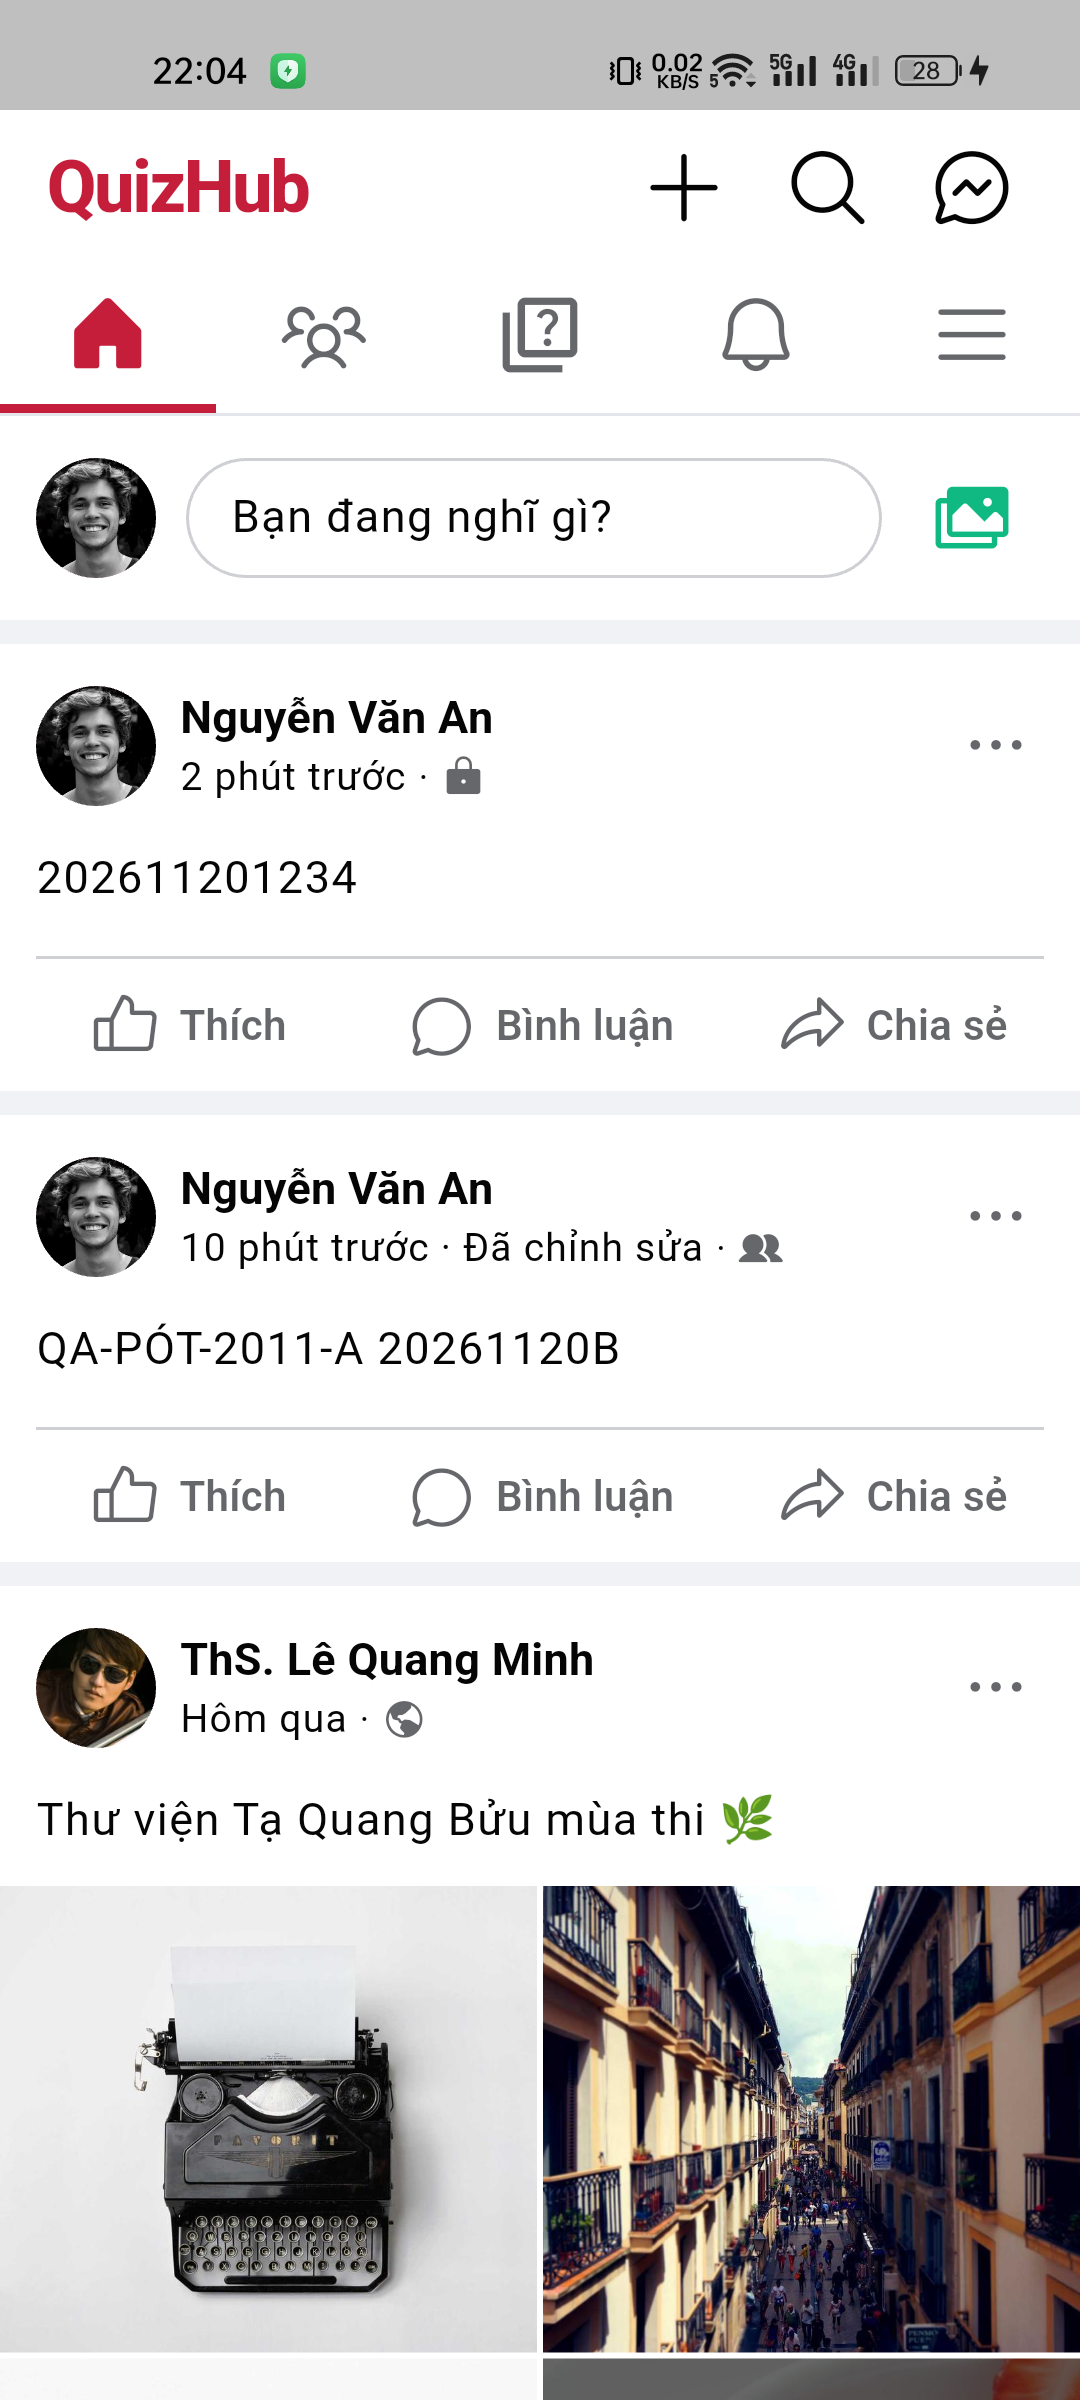 22:04
0.02 KB/S 5 5G 4G 28
QuizHub
Bạn đang nghĩ gì?
Nguyễn Văn An
2 phút trước ·
202611201234
Thích Bình luận Chia sẻ
Nguyễn Văn An
10 phút trước · Đã chỉnh sửa ·
QA-PÓT-2011-A 20261120B
Thích Bình luận Chia sẻ
ThS. Lê Quang Minh
Hôm qua ·
Thư viện Tạ Quang Bửu mùa thi 🌿
FAVORIT